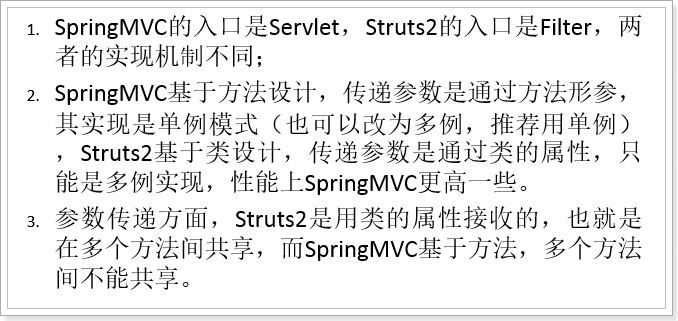 1. SpringMVC的入口是Servlet，Struts2的入口是Filter，两
者的实现机制不同；
2. SpringMVC基于方法设计，传递参数是通过方法形参，
其实现是单例模式（也可以改为多例，推荐用单例）
，Struts2基于类设计，传递参数是通过类的属性，只
能是多例实现，性能上SpringMVC更高一些。
3. 参数传递方面，Struts2是用类的属性接收的，也就是
在多个方法间共享，而SpringMVC基于方法，多个方法
间不能共享。